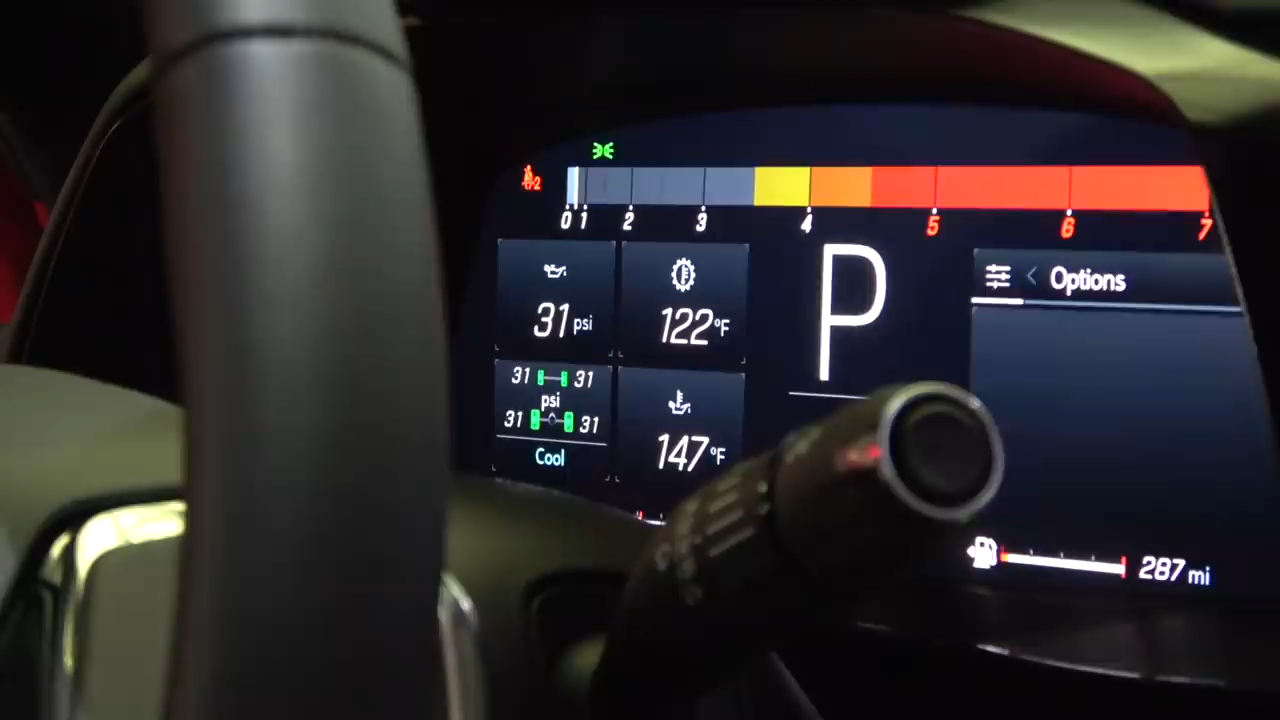 2
0 1 2 3 4 5 6 7
31 psi
122°F
P
Options
31 31
psi
31 31
Cool
147°F
287 mi